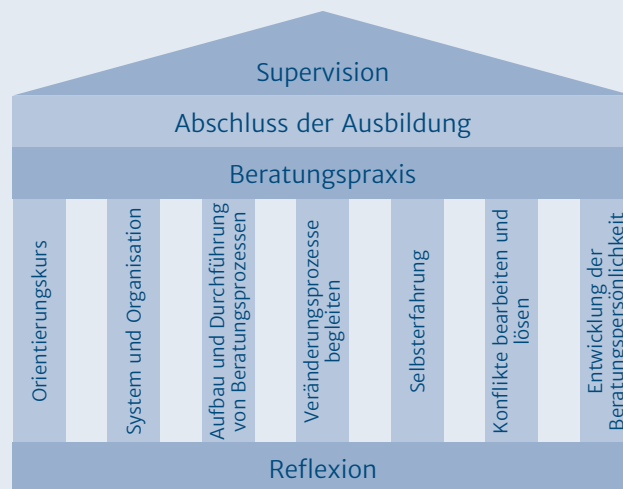 Supervision
Abschluss der Ausbildung
Beratungspraxis
Orientierungskurs
System und Organisation
Aufbau und Durchführung
von Beratungsprozessen
Veränderungsprozesse
begleiten
Selbsterfahrung
Konflikte bearbeiten und
lösen
Entwicklung der
Beratungspersönlichkeit
Reflexion